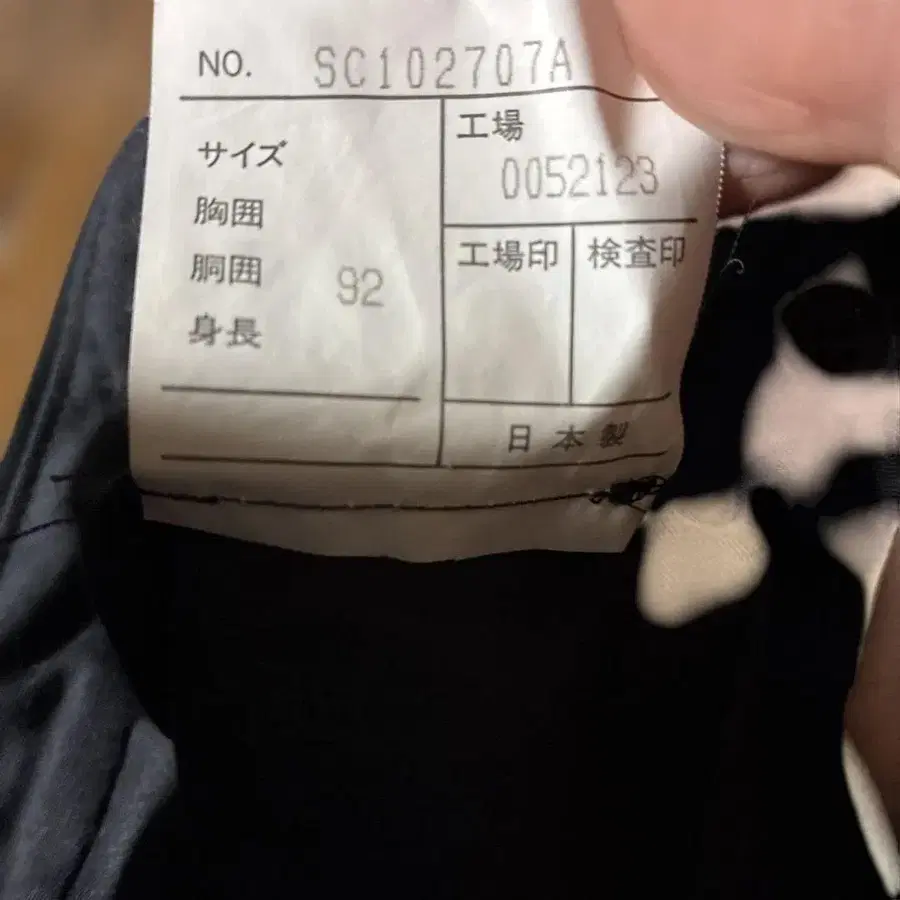 NO. SC102707A
サイズ
胸囲
胴囲 92
身長
工場
0052123
工場印 検査印
日本製